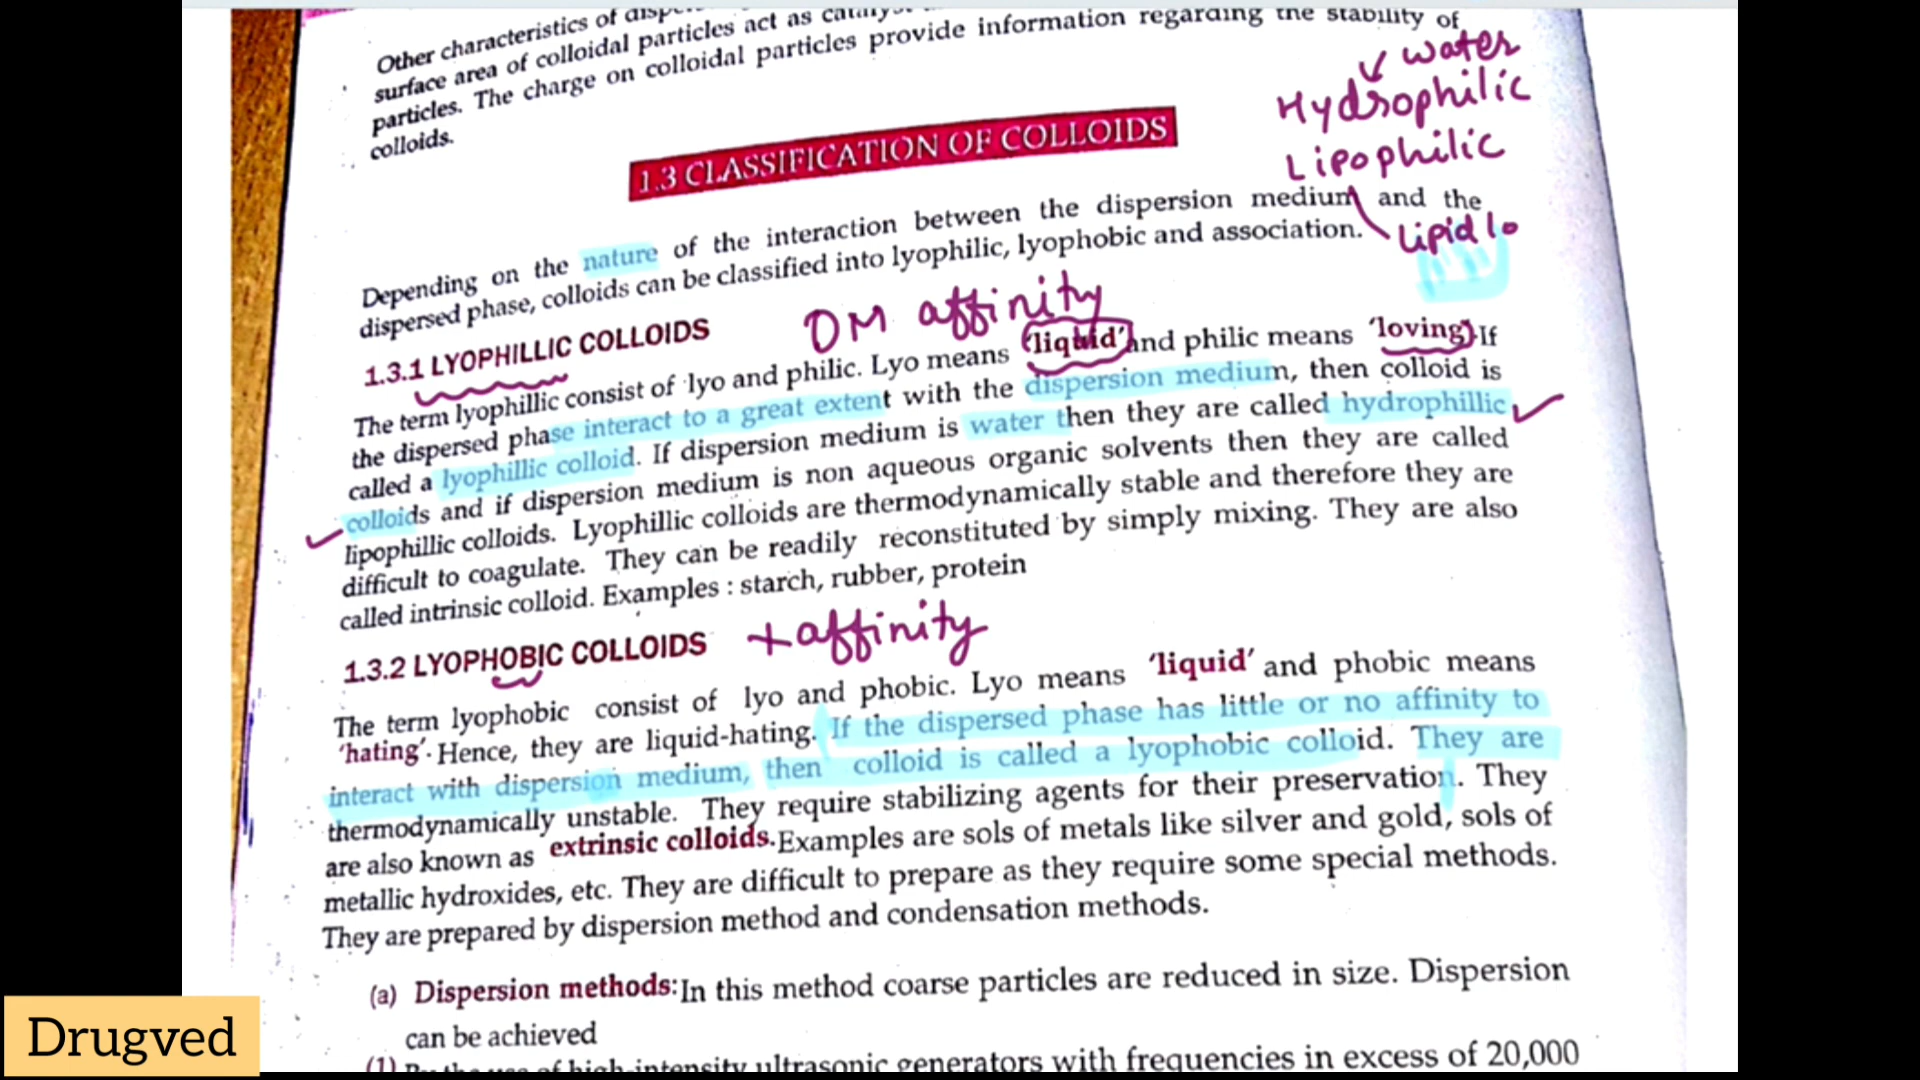 Other characteristics of
surface area of colloidal particles act as
particles. The charge on colloidal particles provide information regarding the stability of
colloids.
water
Hydrophilic
Lipophilic
1.3 CLASSIFICATION OF COLLOIDS
Depending on the nature of the interaction between the dispersion medium and the
dispersed phase, colloids can be classified into lyophilic, lyophobic and association.
Lipid lo
DM affinity
1.3.1 LYOPHILLIC COLLOIDS
The term lyophillic consist of lyo and philic. Lyo means 'liquid' and philic means 'loving' If
the dispersed phase interact to a great extent with the dispersion medium, then colloid is
called a lyophillic colloid. If dispersion medium is water then they are called hydrophillic
colloids and if dispersion medium is non aqueous organic solvents then they are called
lipophillic colloids. Lyophillic colloids are thermodynamically stable and therefore they are
difficult to coagulate. They can be readily reconstituted by simply mixing. They are also
called intrinsic colloid. Examples : starch, rubber, protein
1.3.2 LYOPHOBIC COLLOIDS
affinity
The term lyophobic consist of lyo and phobic. Lyo means 'liquid' and phobic means
'hating'. Hence, they are liquid-hating. If the dispersed phase has little or no affinity to
interact with dispersion medium, then colloid is called a lyophobic colloid. They are
thermodynamically unstable. They require stabilizing agents for their preservation. They
are also known as extrinsic colloids. Examples are sols of metals like silver and gold, sols of
metallic hydroxides, etc. They are difficult to prepare as they require some special methods.
They are prepared by dispersion method and condensation methods.
(a) Dispersion methods: In this method coarse particles are reduced in size. Dispersion
can be achieved
(1) By the use of high-intensity ultrasonic generators with frequencies in excess of 20,000
Drugved